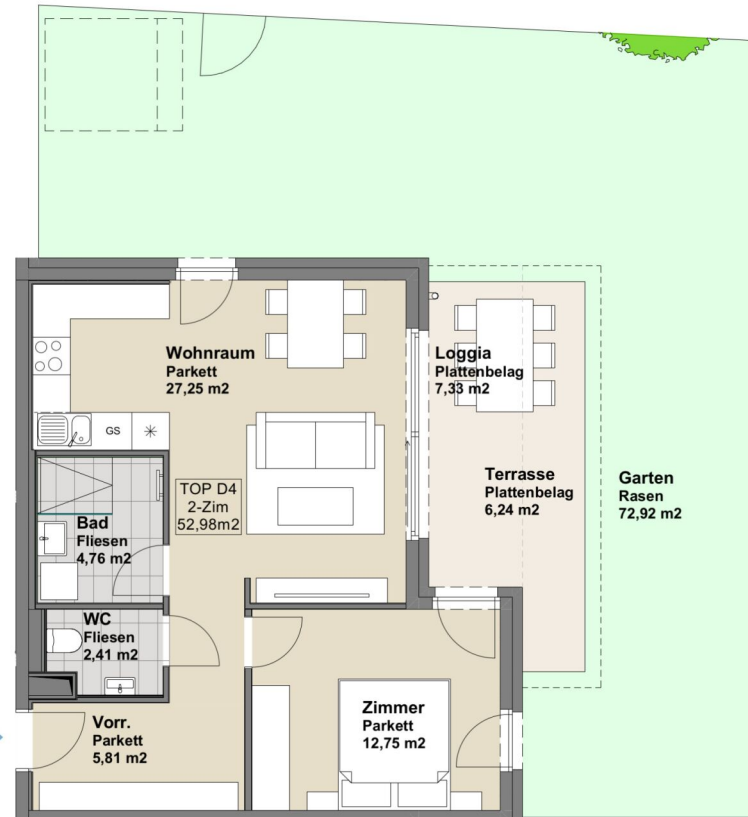 Wohnraum
Parkett
27,25 m2
Loggia
Plattenbelag
7,33 m2
GS
TOP D4
2-Zim
52,98m2
Terrasse
Plattenbelag
6,24 m2
Garten
Rasen
72,92 m2
Bad
Fliesen
4,76 m2
WC
Fliesen
2,41 m2
Vorr.
Parkett
5,81 m2
Zimmer
Parkett
12,75 m2